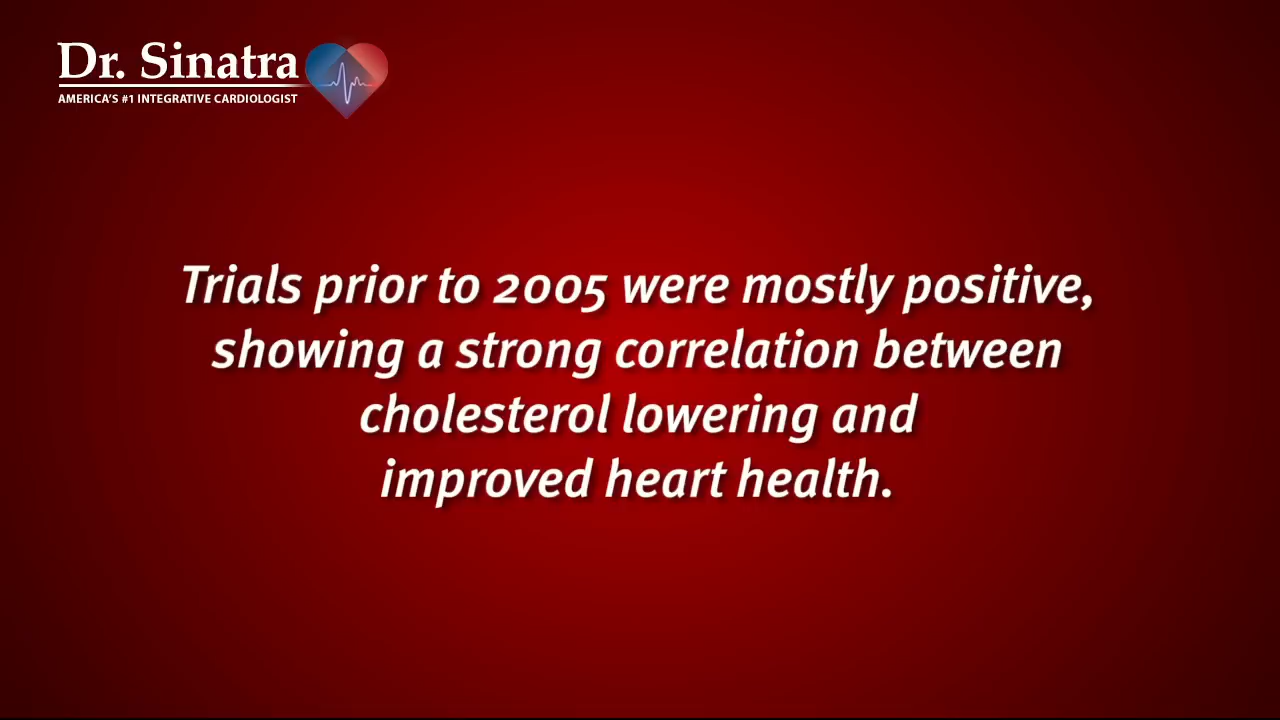 Dr. Sinatra
AMERICA'S #1 INTEGRATIVE CARDIOLOGIST
Trials prior to 2005 were mostly positive,
showing a strong correlation between
cholesterol lowering and
improved heart health.